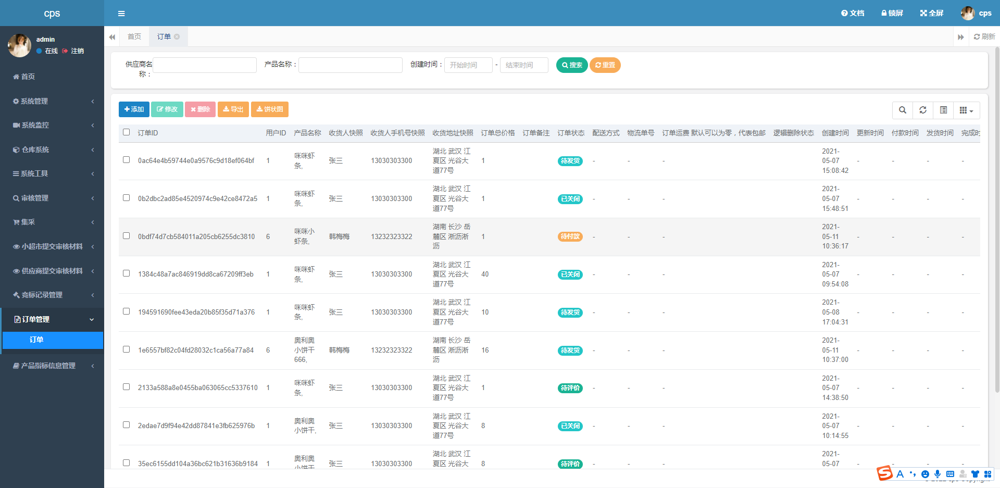 cps
文档 锁屏 全屏 cps
admin
在线 注销
首页 订单 刷新
首页
系统管理
系统监控
仓库系统
系统工具
审核管理
集采
小超市提交审核材料
供应商提交审核材料
竞标记录管理
订单管理
订单
产品指标信息管理
供应商名
称： 产品名称： 创建时间： 开始时间 - 结束时间 搜索 重置
添加 修改 删除 导出 饼状图
订单ID 用户ID 产品名称 收货人快照 收货人手机号快照 收货地址快照 订单总价格 订单备注 订单状态 配送方式 物流单号 订单运费 默认可以为零，代表包邮 逻辑删除状态 创建时间 更新时间 付款时间 发货时间 完成时
0ac64e4b59744e0a9576c9d18ef064bf 1 咪咪虾
条, 张三 13030303300 湖北 武汉 江
夏区 光谷大
道77号 1 待发货 - - - 2021-
05-07
15:08:42 - - - -
0b2dbc2ad85e4520974c9e42ce8472a5 1 咪咪虾
条, 张三 13030303300 湖北 武汉 江
夏区 光谷大
道77号 1 已关闭 - - - 2021-
05-07
15:48:51 - - - -
0bdf74d7cb584011a205cb6255dc3810 6 咪咪小
虾条, 韩梅梅 13232323322 湖南 长沙 岳
麓区 淅沥淅
沥 1 待付款 - - - 2021-
05-11
10:36:17 - - - -
1384c48a7ac846919dd8ca67209ff3eb 1 咪咪虾
条, 张三 13030303300 湖北 武汉 江
夏区 光谷大
道77号 40 已关闭 - - - 2021-
05-07
09:54:08 - - - -
194591690fee43eda20b85f35d71a376 1 咪咪虾
条, 张三 13030303300 湖北 武汉 江
夏区 光谷大
道77号 10 待发货 - - - 2021-
05-08
17:04:31 - - - -
1e6557bf82c04fd28032c1ca56a77a84 6 奥利奥
小饼干
666, 韩梅梅 13232323322 湖南 长沙 岳
麓区 淅沥淅
沥 16 待发货 - - - 2021-
05-11
10:37:00 - - - -
2133a588a8e0455ba063065cc5337610 1 咪咪虾
条, 张三 13030303300 湖北 武汉 江
夏区 光谷大
道77号 1 待评价 - - - 2021-
05-07
14:38:50 - - - -
2edae7d9f94e42dd87841e3fb625976b 1 奥利奥
小饼干, 张三 13030303300 湖北 武汉 江
夏区 光谷大
道77号 8 已关闭 - - - 2021-
05-07
10:14:55 - - - -
35ec6155dd104a36bc621b31636b9184 1 奥利奥
小饼干, 张三 13030303300 湖北 武汉 江
夏区 光谷大 8 待评价 - - - 2021-
05-07 - - - -